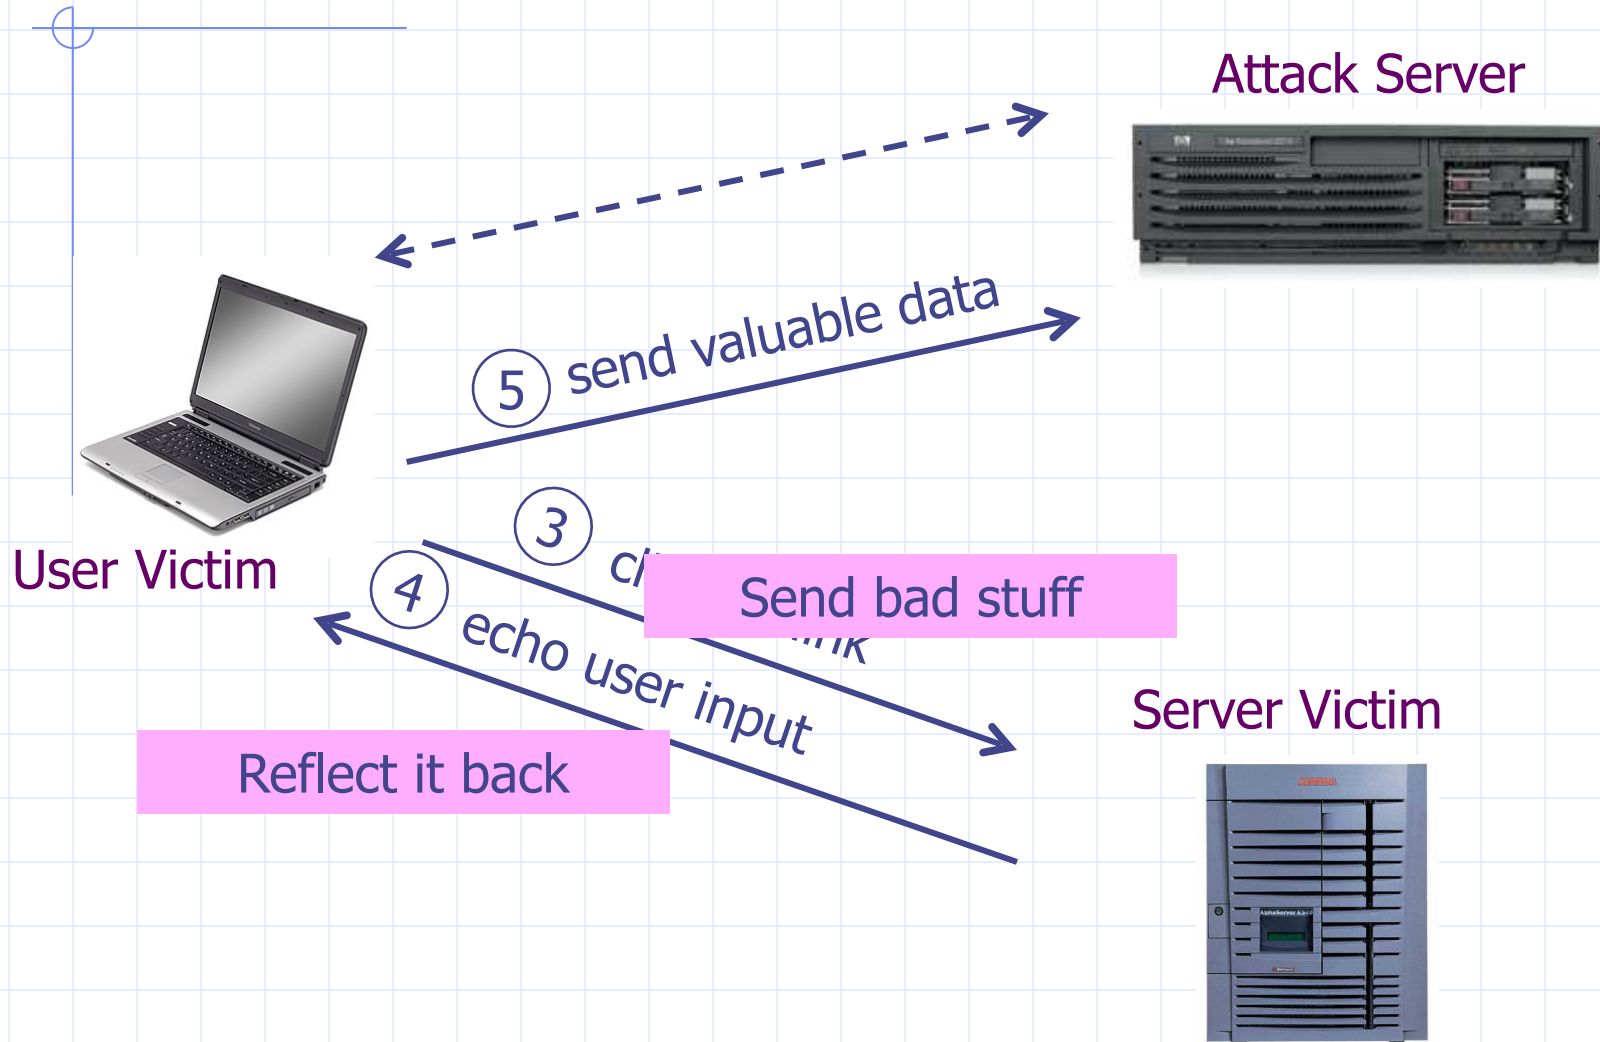 Attack Server
5 send valuable data
User Victim
3
Send bad stuff
4 echo user input
Server Victim
Reflect it back